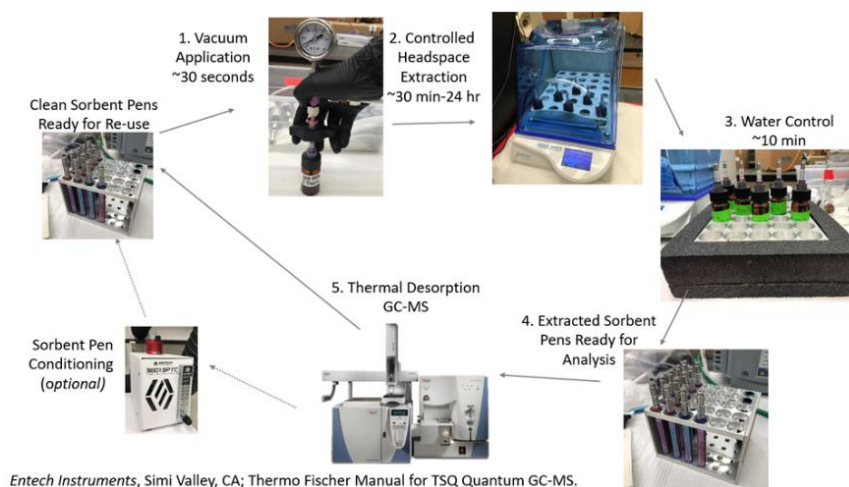 1. Vacuum
Application
~30 seconds
2. Controlled
Headspace
Extraction
~30 min-24 hr
3. Water Control
~10 min
4. Extracted Sorbent
Pens Ready for
Analysis
5. Thermal Desorption
GC-MS
Sorbent Pen
Conditioning
(optional)
Clean Sorbent Pens
Ready for Re-use
Entech Instruments, Simi Valley, CA; Thermo Fischer Manual for TSQ Quantum GC-MS.